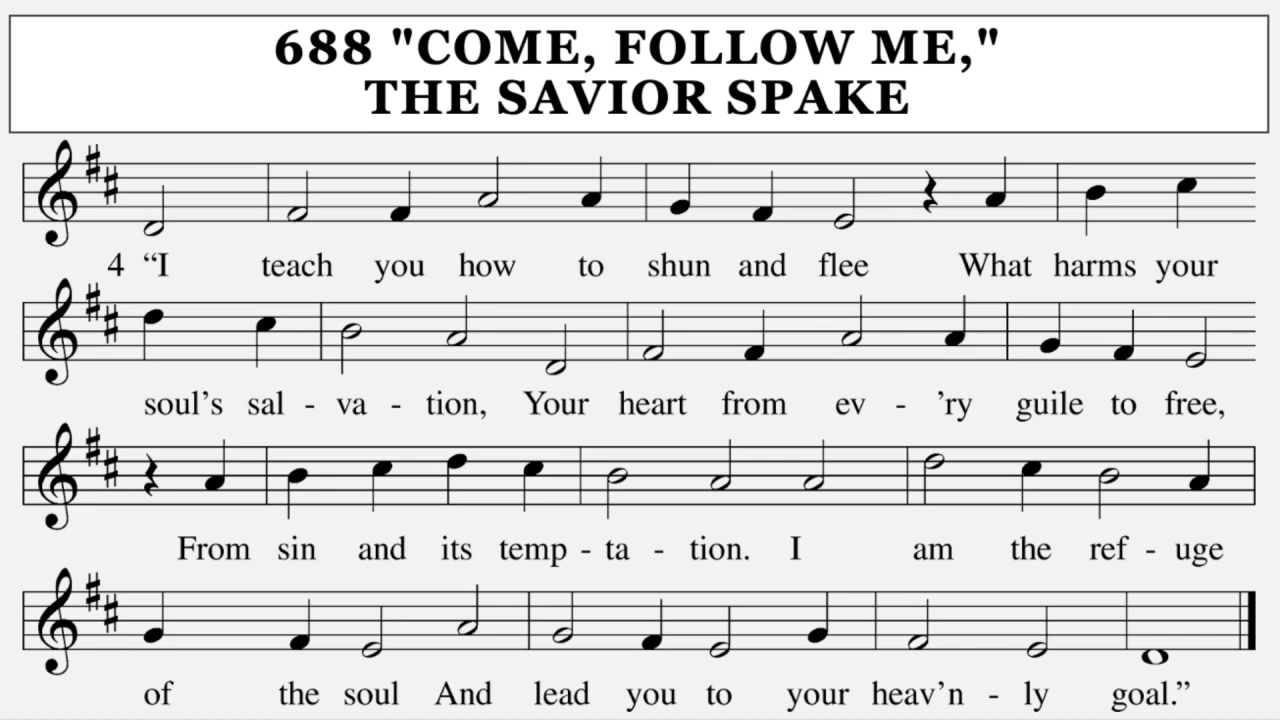 688 "COME, FOLLOW ME,"
THE SAVIOR SPAKE
4 “I teach you how to shun and flee What harms your
soul’s sal - va - tion, Your heart from ev - ’ry guile to free,
From sin and its temp - ta - tion. I am the ref - uge
of the soul And lead you to your heav’n - ly goal.”